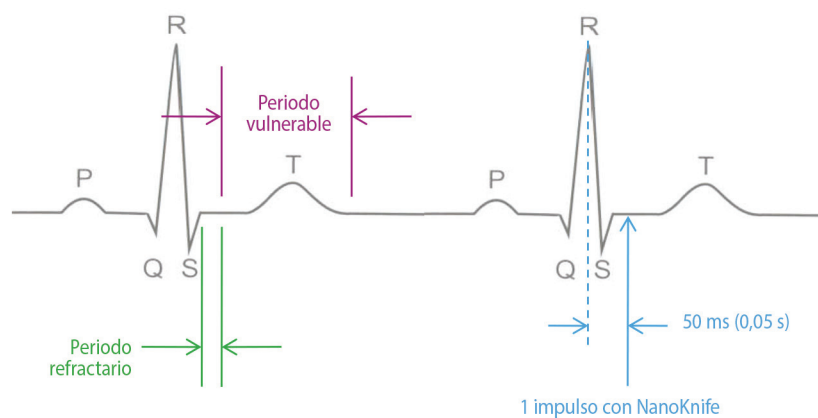 R
Periodo
vulnerable
P
T
Q
S
Periodo
refractario
R
P
T
Q
S
50 ms (0,05 s)
1 impulso con NanoKnife